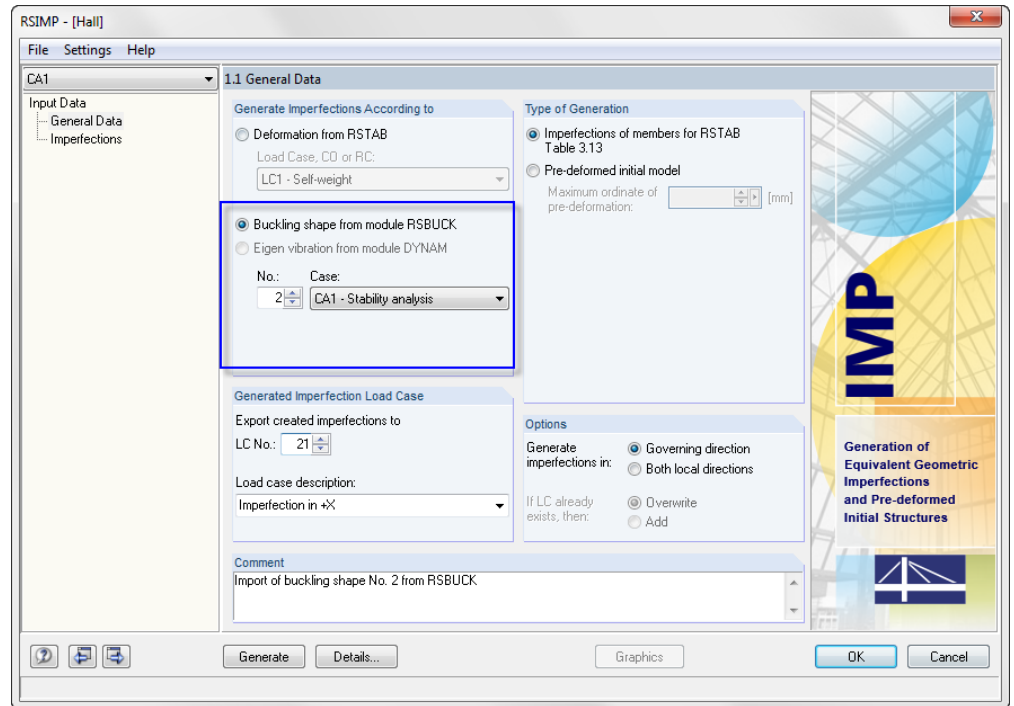 RSIMP - [Hall]
File Settings Help
CA1
1.1 General Data
Input Data
General Data
Imperfections
Generate Imperfections According to
Deformation from RSTAB
Load Case, CO or RC:
LC1 - Self-weight
Buckling shape from module RSBUCK
Eigen vibration from module DYNAM
No.: Case:
2 CA1 - Stability analysis
Generated Imperfection Load Case
Export created imperfections to
LC No.: 21
Load case description:
Imperfection in +X
Type of Generation
Imperfections of members for RSTAB
Table 3.13
Pre-deformed initial model
Maximum ordinate of
pre-deformation: [mm]
Options
Generate
imperfections in:
Governing direction
Both local directions
If LC already
exists, then:
Overwrite
Add
Comment
Import of buckling shape No. 2 from RSBUCK
IMP
Generation of
Equivalent Geometric
Imperfections
and Pre-deformed
Initial Structures
Generate Details... Graphics OK Cancel